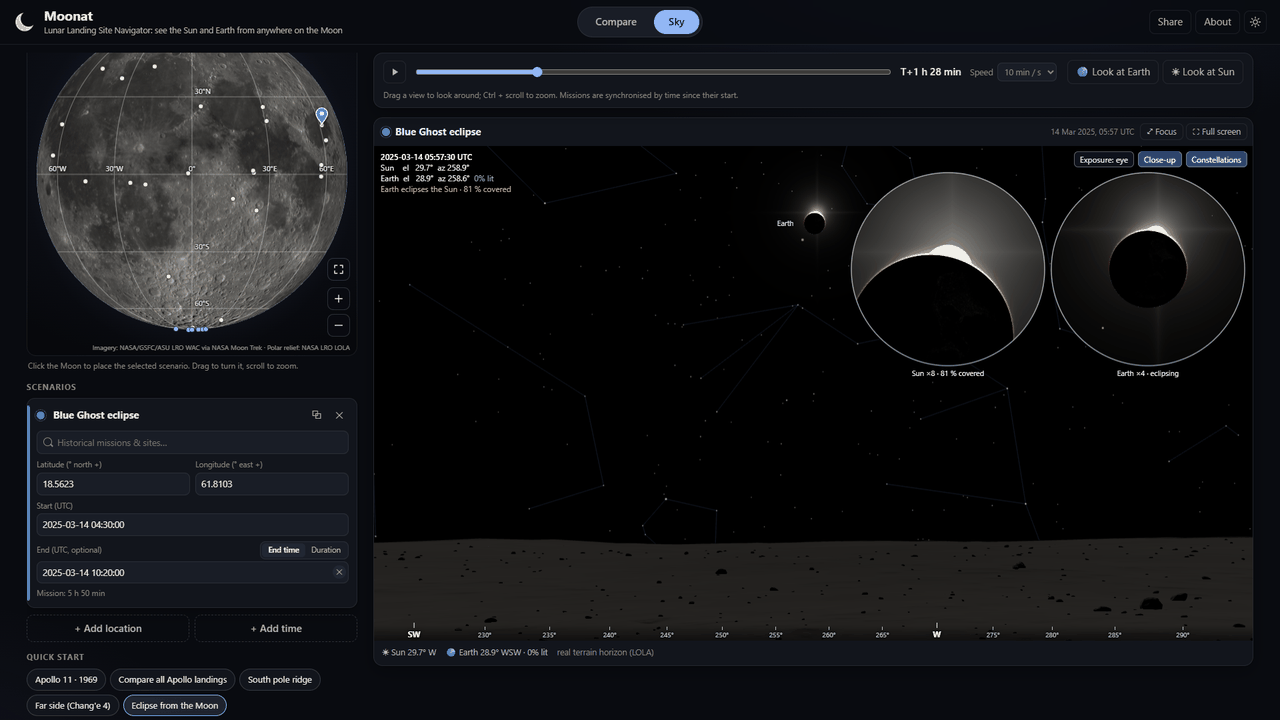 Moonat
Lunar Landing Site Navigator: see the Sun and Earth from anywhere on the Moon
Compare
Sky
Share
About
30°N
60°W
30°W
0°
30°E
60°E
30°S
60°S
Imagery: NASA/GSFC/ASU LRO WAC via NASA Moon Trek · Polar relief: NASA LRO LOLA
Click the Moon to place the selected scenario. Drag to turn it, scroll to zoom.
SCENARIOS
Blue Ghost eclipse
Historical missions & sites...
Latitude (° north +)
Longitude (° east +)
18.5623
61.8103
Start (UTC)
2025-03-14 04:30:00
End (UTC, optional)
End time
Duration
2025-03-14 10:20:00
Mission: 5 h 50 min
+ Add location
+ Add time
QUICK START
Apollo 11 · 1969
Compare all Apollo landings
South pole ridge
Far side (Chang'e 4)
Eclipse from the Moon
T+1 h 28 min
Speed
10 min / s
Look at Earth
Look at Sun
Drag a view to look around; Ctrl + scroll to zoom. Missions are synchronised by time since their start.
Blue Ghost eclipse
14 Mar 2025, 05:57 UTC
Focus
Full screen
2025-03-14 05:57:30 UTC
Sun el 29.7° az 258.9°
Earth el 28.9° az 258.6° 0% lit
Earth eclipses the Sun · 81 % covered
Exposure: eye
Close-up
Constellations
Earth
Sun ×8 · 81 % covered
Earth ×4 · eclipsing
SW
230°
235°
240°
245°
250°
255°
260°
265°
W
275°
280°
285°
290°
Sun 29.7° W
Earth 28.9° WSW · 0% lit
real terrain horizon (LOLA)